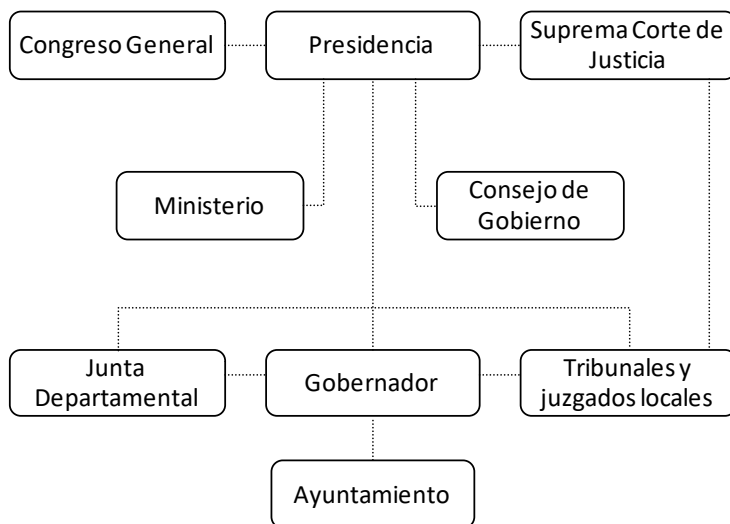 Congreso General
Presidencia
Suprema Corte de
Justicia
Ministerio
Consejo de
Gobierno
Junta
Departamental
Gobernador
Tribunales y
juzgados locales
Ayuntamiento